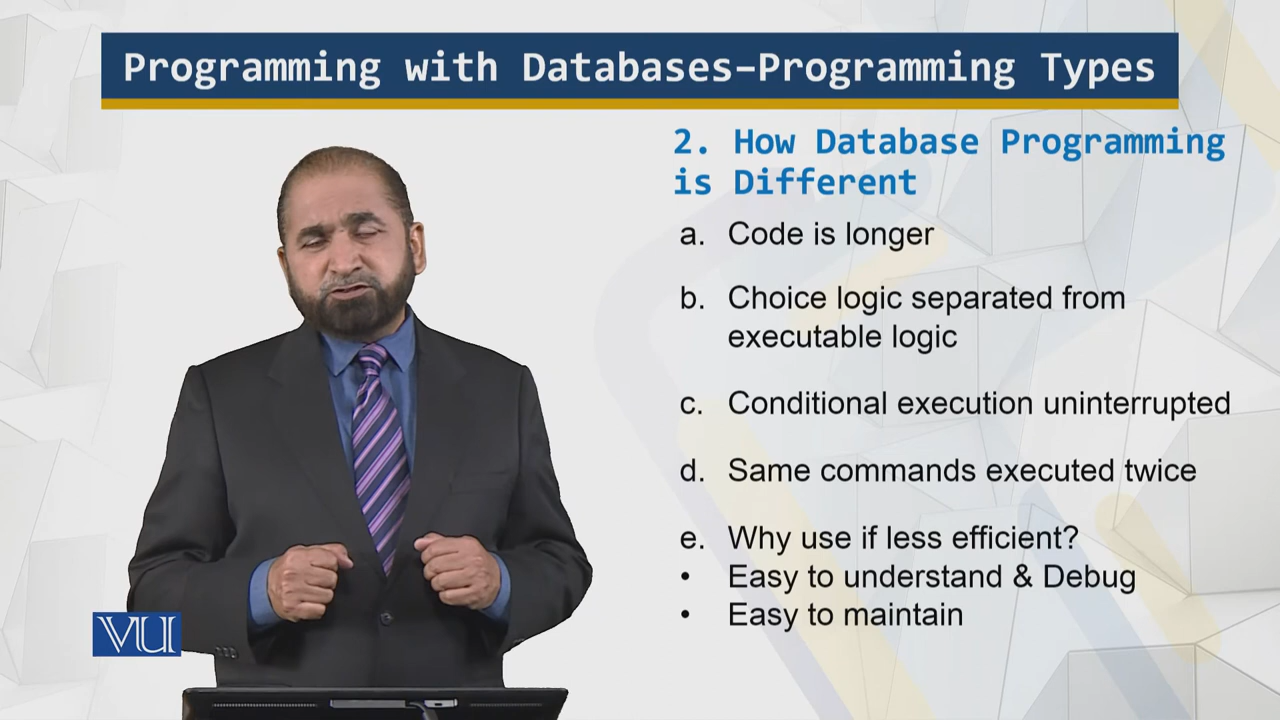 Programming with Databases–Programming Types
2. How Database Programming
is Different
a. Code is longer
b. Choice logic separated from
executable logic
c. Conditional execution uninterrupted
d. Same commands executed twice
e. Why use if less efficient?
• Easy to understand & Debug
• Easy to maintain
VU